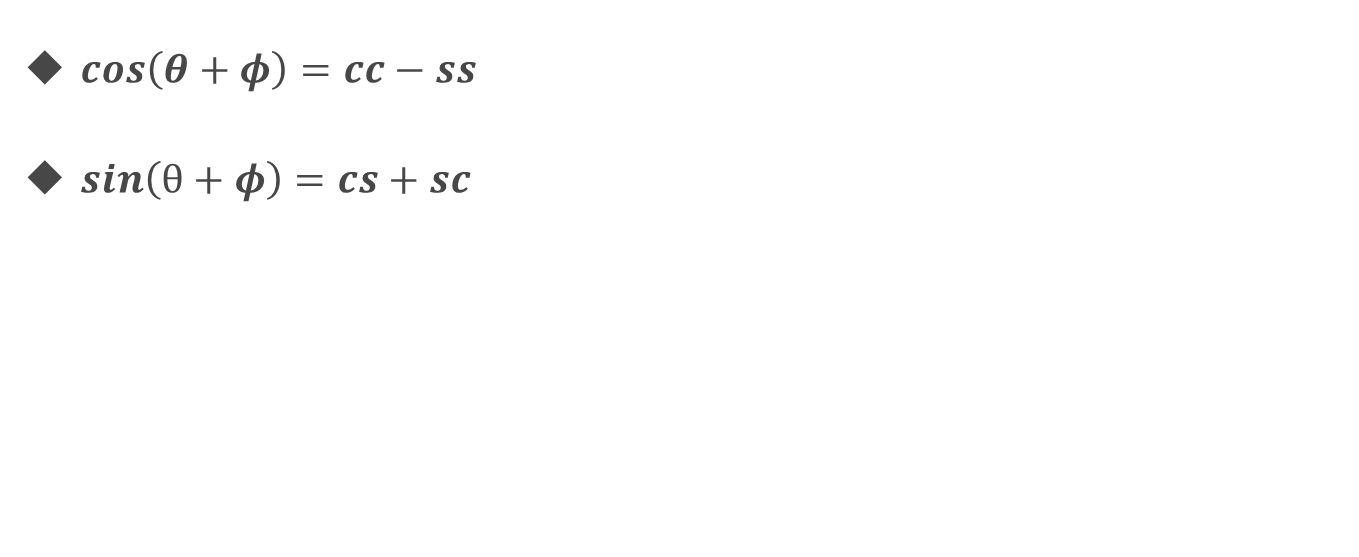 ◆ cos(θ + ϕ) = cc − ss
◆ sin(θ + ϕ) = cs + sc